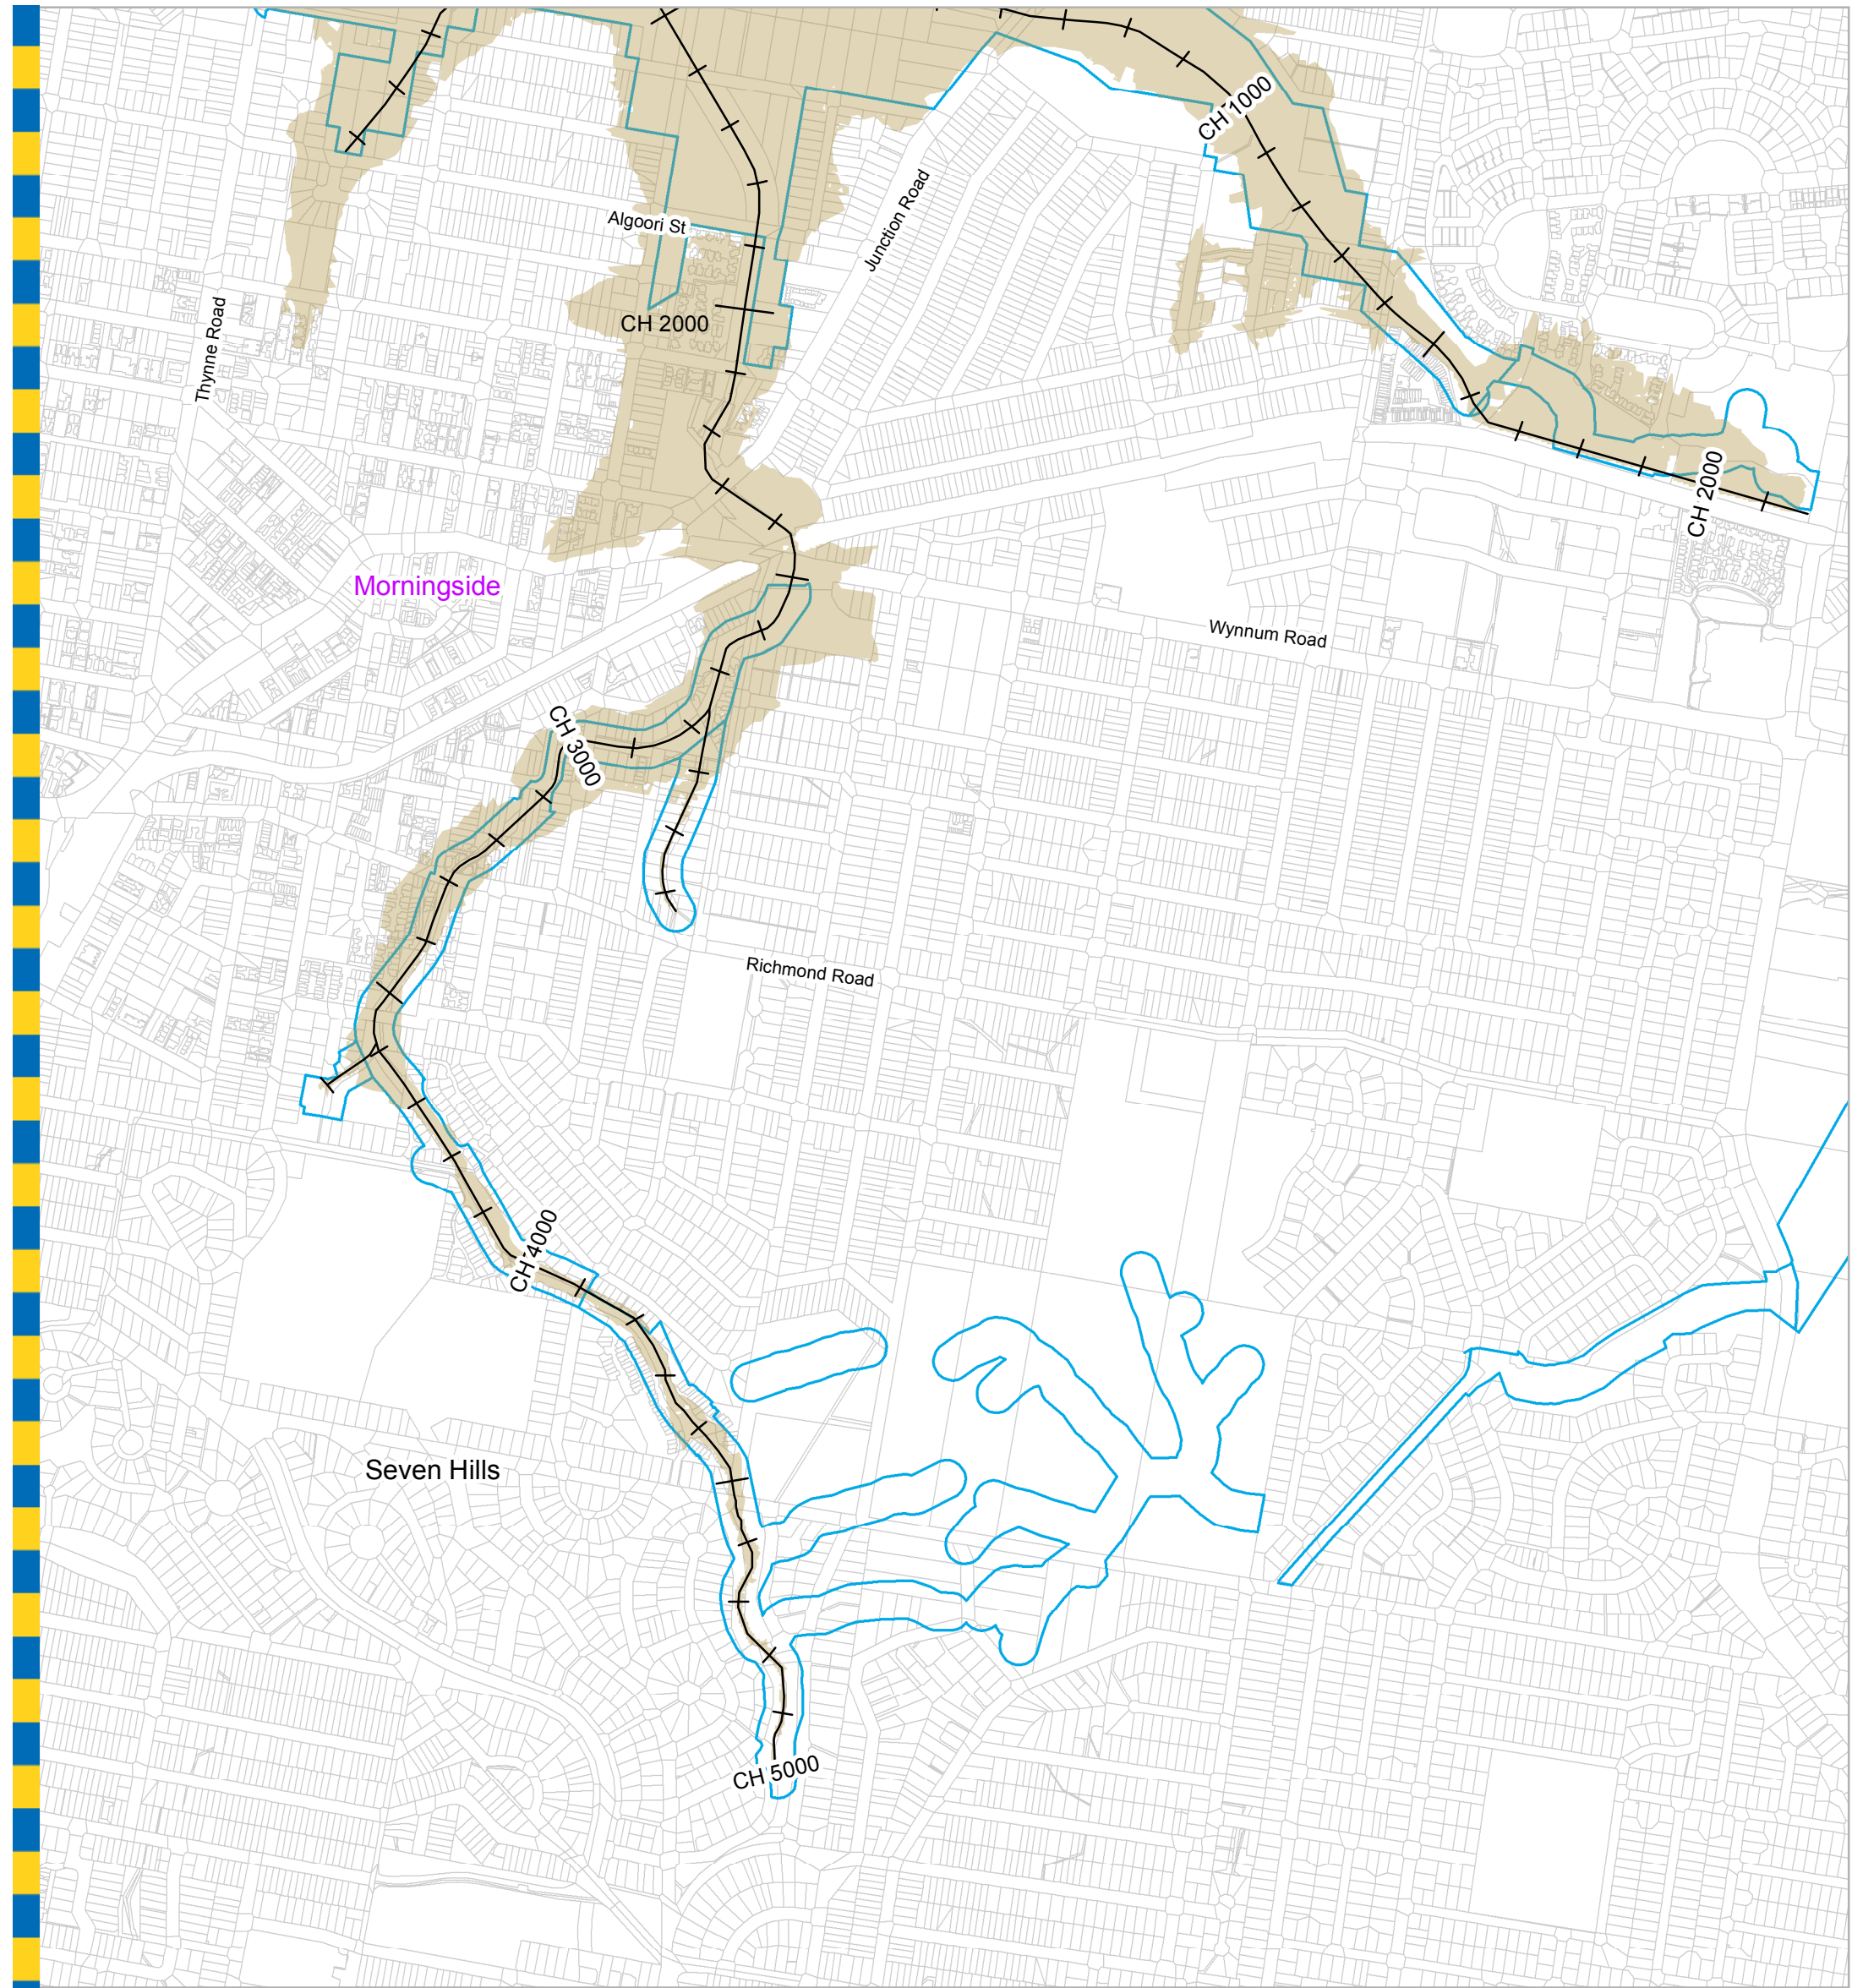 CH 1000
Algoori St
Junction Road
CH 2000
Thynne Road
CH 2000
Morningside
Wynnum Road
CH 3000
Richmond Road
CH 4000
Seven Hills
CH 5000